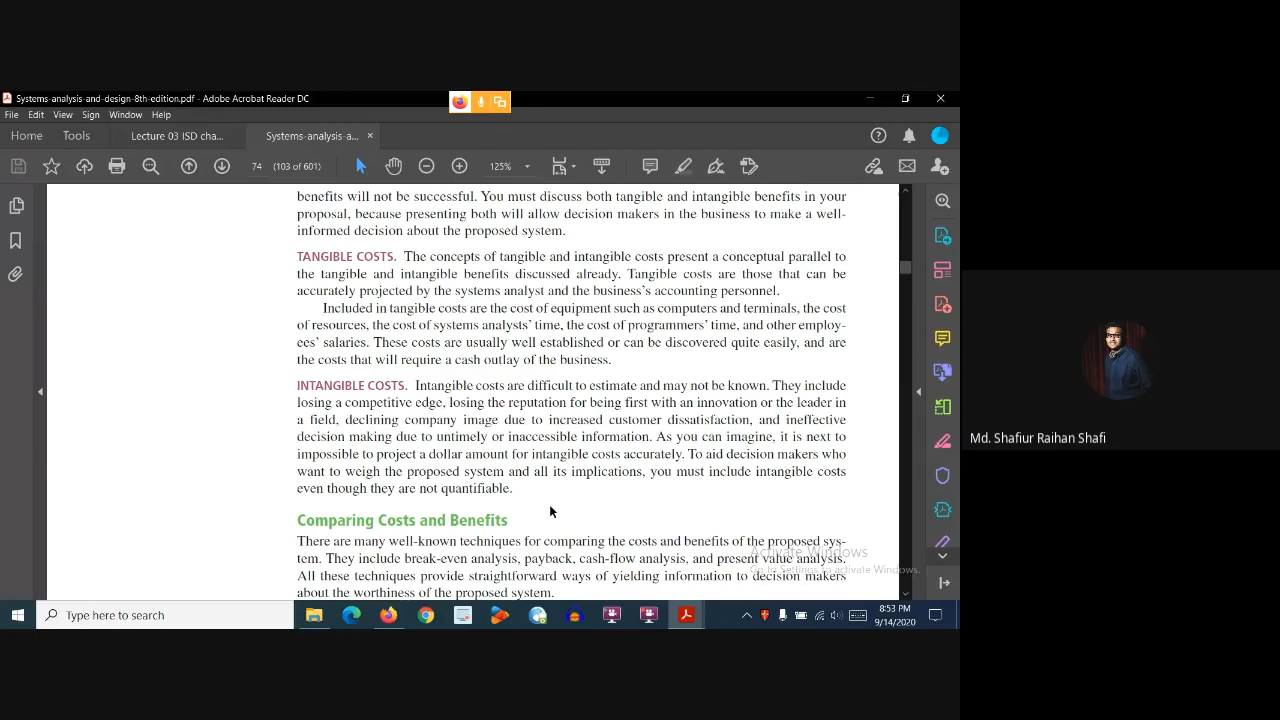 Systems-analysis-and-design-8th-edition.pdf - Adobe Acrobat Reader DC
File Edit View Sign Window Help
Home Tools Lecture 03 ISD cha... Systems-analysis-a... ×
74 (103 of 601) 125%
benefits will not be successful. You must discuss both tangible and intangible benefits in your
proposal, because presenting both will allow decision makers in the business to make a well-
informed decision about the proposed system.
TANGIBLE COSTS. The concepts of tangible and intangible costs present a conceptual parallel to
the tangible and intangible benefits discussed already. Tangible costs are those that can be
accurately projected by the systems analyst and the business's accounting personnel.
Included in tangible costs are the cost of equipment such as computers and terminals, the cost
of resources, the cost of systems analysts' time, the cost of programmers' time, and other employ-
ees' salaries. These costs are usually well established or can be discovered quite easily, and are
the costs that will require a cash outlay of the business.
INTANGIBLE COSTS. Intangible costs are difficult to estimate and may not be known. They include
losing a competitive edge, losing the reputation for being first with an innovation or the leader in
a field, declining company image due to increased customer dissatisfaction, and ineffective
decision making due to untimely or inaccessible information. As you can imagine, it is next to
impossible to project a dollar amount for intangible costs accurately. To aid decision makers who
want to weigh the proposed system and all its implications, you must include intangible costs
even though they are not quantifiable.
Comparing Costs and Benefits
There are many well-known techniques for comparing the costs and benefits of the proposed sys-
tem. They include break-even analysis, payback, cash-flow analysis, and present value analysis.
All these techniques provide straightforward ways of yielding information to decision makers
about the worthiness of the proposed system.
Activate Windows
Go to Settings to activate Windows.
Md. Shafiur Raihan Shafi
Type here to search
8:53 PM
9/14/2020